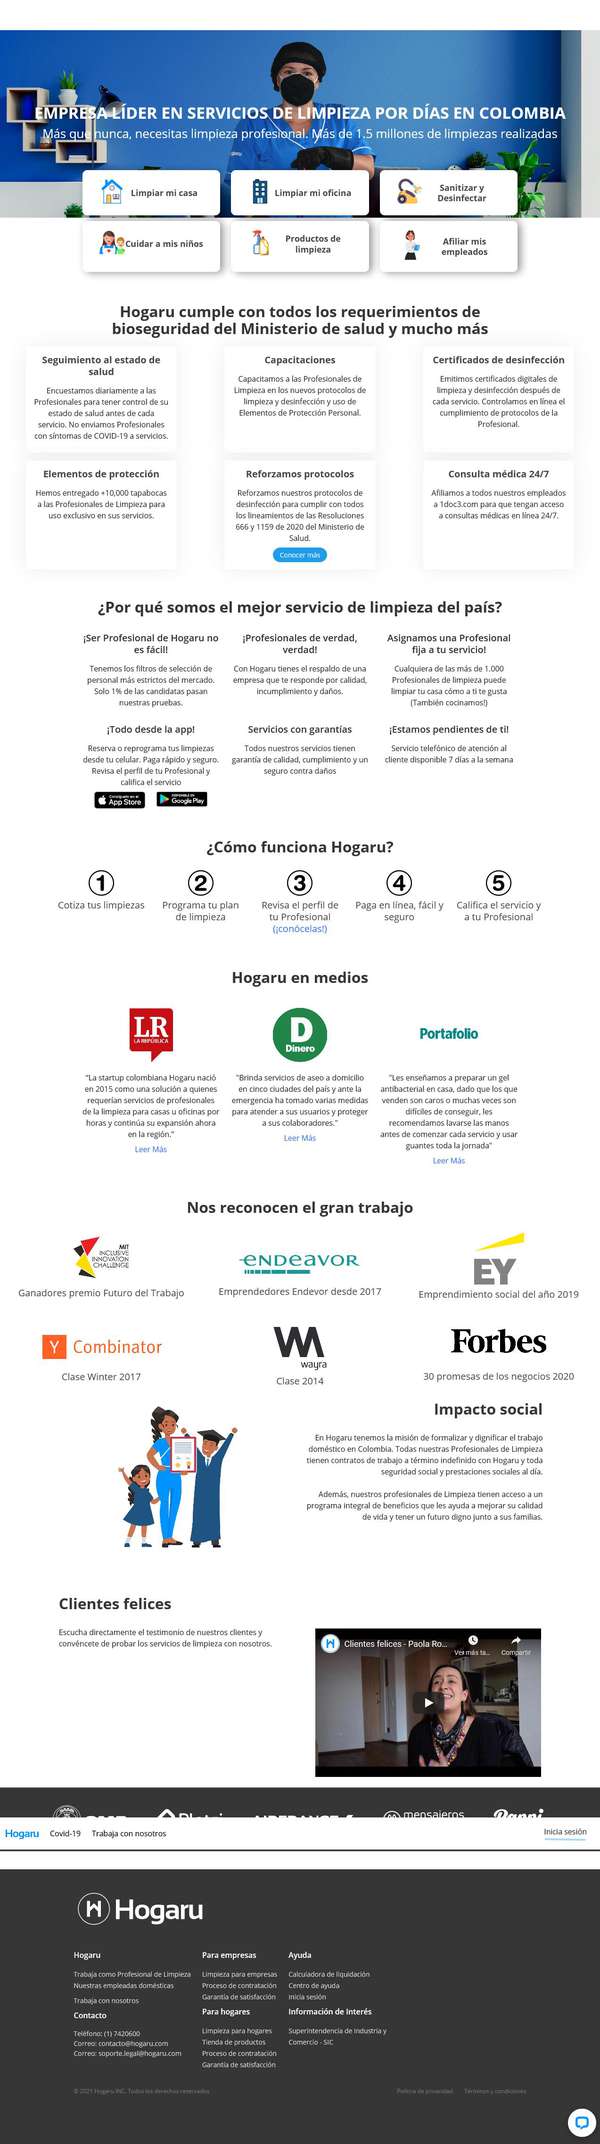 EMPRESA LÍDER EN SERVICIOS DE LIMPIEZA POR DÍAS EN COLOMBIA
Más que nunca, necesitas limpieza profesional. Más de 1.5 millones de limpiezas realizadas
Limpiar mi casa
Limpiar mi oficina
Sanitizar y
Desinfectar
Cuidar a mis niños
Productos de
limpieza
Afiliar mis
empleados
Hogaru cumple con todos los requerimientos de
bioseguridad del Ministerio de salud y mucho más
Seguimiento al estado de
salud
Encuestamos diariamente a las
Profesionales para tener control de su
estado de salud antes de cada
servicio. No enviamos Profesionales
con síntomas de COVID-19 a servicios.
Capacitaciones
Capacitamos a las Profesionales de
Limpieza en los nuevos protocolos de
limpieza y desinfección y uso de
Elementos de Protección Personal.
Certificados de desinfección
Emitimos certificados digitales de
limpieza y desinfección después de
cada servicio. Controlamos en línea el
cumplimiento de protocolos de la
Profesional.
Elementos de protección
Hemos entregado +10,000 tapabocas
a las Profesionales de Limpieza para
uso exclusivo en sus servicios.
Reforzamos protocolos
Reforzamos nuestros protocolos de
desinfección para cumplir con todos
los lineamientos de las Resoluciones
666 y 1159 de 2020 del Ministerio de
Salud.
Conocer más
Consulta médica 24/7
Afiliamos a todos nuestros empleados
a 1doc3.com para que tengan acceso
a consultas médicas en línea 24/7.
¿Por qué somos el mejor servicio de limpieza del país?
¡Ser Profesional de Hogaru no
es fácil!
Tenemos los filtros de selección de
personal más estrictos del mercado.
Solo 1% de las candidatas pasan
nuestras pruebas.
¡Profesionales de verdad,
verdad!
Con Hogaru tienes el respaldo de una
empresa que te responde por calidad,
incumplimiento y daños.
Asignamos una Profesional
fija a tu servicio!
Cualquiera de las más de 1.000
Profesionales de limpieza puede
limpiar tu casa cómo a ti te gusta
(También cocinamos!)
¡Todo desde la app!
Reserva o reprograma tus limpiezas
desde tu celular. Paga rápido y seguro.
Revisa el perfil de tu Profesional y
califica el servicio
App Store
Google Play
Servicios con garantías
Todos nuestros servicios tienen
garantía de calidad, cumplimiento y un
seguro contra daños
¡Estamos pendientes de ti!
Servicio telefónico de atención al
cliente disponible 7 días a la semana
¿Cómo funciona Hogaru?
1
Cotiza tus limpiezas
2
Programa tu plan
de limpieza
3
Revisa el perfil de
tu Profesional
(¡conócelas!)
4
Paga en línea, fácil y
seguro
5
Califica el servicio y
a tu Profesional
Hogaru en medios
LR
LA REPÚBLICA
"La startup colombiana Hogaru nació
en 2015 como una solución a quienes
requerían servicios de profesionales
de la limpieza para casas u oficinas por
horas y continúa su expansión ahora
en la región."
Leer Más
D
Dinero
"Brinda servicios de aseo a domicilio
en cinco ciudades del país y ante la
emergencia ha tomado varias medidas
para atender a sus usuarios y proteger
a sus colaboradores."
Leer Más
Portafolio
"Les enseñamos a preparar un gel
antibacterial en casa, dado que los que
venden son caros o muchas veces son
difíciles de conseguir, les
recomendamos lavarse las manos
antes de comenzar cada servicio y usar
guantes toda la jornada"
Leer Más
Nos reconocen el gran trabajo
MIT
INCLUSIVE
INNOVATION
CHALLENGE
Ganadores premio Futuro del Trabajo
eNDeAVOR
Emprendedores Endevor desde 2017
EY
Emprendimiento social del año 2019
Y Combinator
Clase Winter 2017
wayra
Clase 2014
Forbes
30 promesas de los negocios 2020
Impacto social
En Hogaru tenemos la misión de formalizar y dignificar el trabajo
doméstico en Colombia. Todas nuestras Profesionales de Limpieza
tienen contratos de trabajo a término indefinido con Hogaru y toda
seguridad social y prestaciones sociales al día.
Además, nuestros profesionales de Limpieza tienen acceso a un
programa integral de beneficios que les ayuda a mejorar su calidad
de vida y tener un futuro digno junto a sus familias.
Clientes felices
Escucha directamente el testimonio de nuestros clientes y
convéncete de probar los servicios de limpieza con nosotros.
Clientes felices - Paola Ro...
Ver más ta...
Compartir
mensajeros
Rappi
Hogaru
Covid-19
Trabaja con nosotros
Inicia sesión
Hogaru
Hogaru
Trabaja como Profesional de Limpieza
Nuestras empleadas domésticas
Trabaja con nosotros
Contacto
Teléfono: (1) 7420600
Correo: contacto@hogaru.com
Correo: soporte.legal@hogaru.com
Para empresas
Limpieza para empresas
Proceso de contratación
Garantía de satisfacción
Para hogares
Limpieza para hogares
Tienda de productos
Proceso de contratación
Garantía de satisfacción
Ayuda
Calculadora de liquidación
Centro de ayuda
Inicia sesión
Información de Interés
Superintendencia de Industria y
Comercio - SIC
© 2021 Hogaru INC. Todos los derechos reservados
Política de privacidad
Términos y condiciones